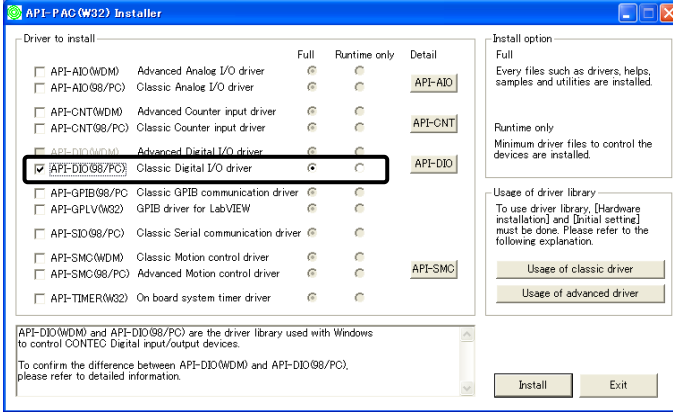 API-PAC(W32) Installer
Driver to install
Full Runtime only Detail
API-AIO(WDM) Advanced Analog I/O driver
API-AIO(98/PC) Classic Analog I/O driver
API-AIO
API-CNT(WDM) Advanced Counter input driver
API-CNT(98/PC) Classic Counter input driver
API-CNT
API-DIO(WDM) Advanced Digital I/O driver
API-DIO(98/PC) Classic Digital I/O driver
API-DIO
API-GPIB(98/PC Classic GPIB communication driver
API-GPLV(W32) GPIB driver for LabVIEW
API-SIO(98/PC) Classic Serial communication driver
API-SMC(WDM) Classic Motion control driver
API-SMC(98/PC) Advanced Motion control driver
API-SMC
API-TIMER(W32) On board system timer driver
Install option
Full
Every files such as drivers, helps,
samples and utilities are installed.
Runtime only
Minimum driver files to control the
devices are installed.
Usage of driver library
To use driver library, [Hardware
installation] and [Initial setting]
must be done. Please refer to the
following explanation.
Usage of classic driver
Usage of advanced driver
API-DIO(WDM) and API-DIO(98/PC) are the driver library used with Windows
to control CONTEC Digital input/output devices.
To confirm the difference between API-DIO(WDM) and API-DIO(98/PC),
please refer to detailed information.
Install Exit